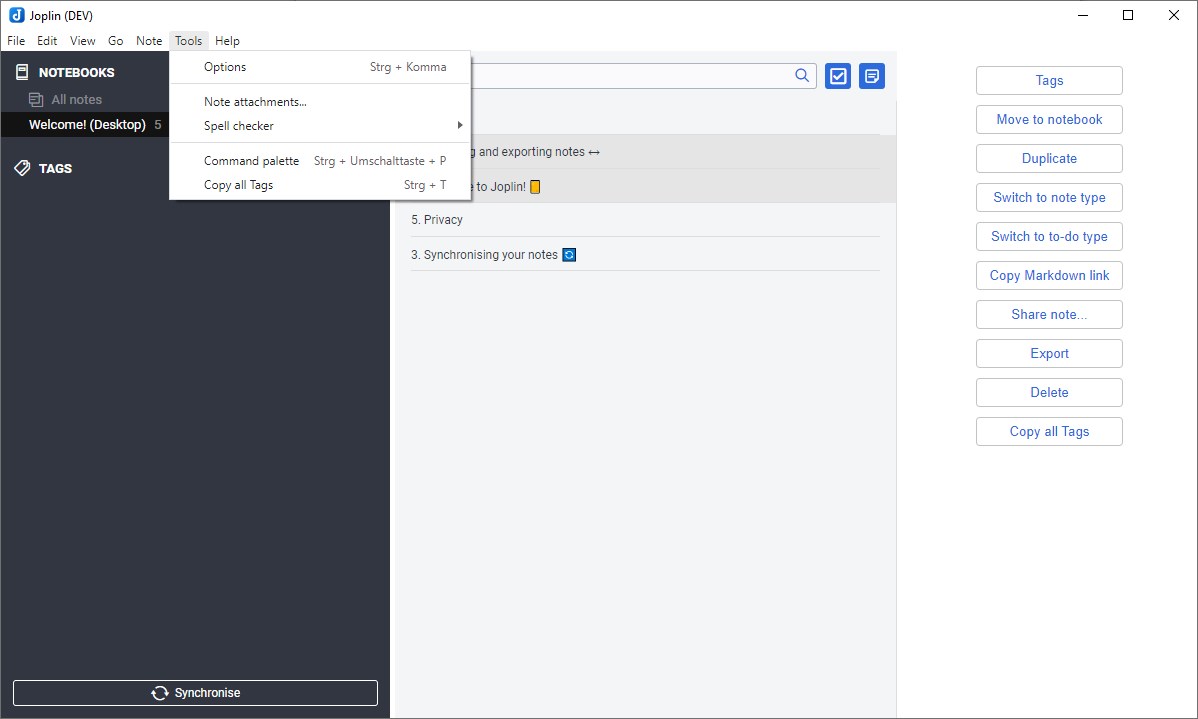 Joplin (DEV)
File Edit View Go Note Tools Help
NOTEBOOKS
All notes
Welcome! (Desktop) 5
TAGS
Options Strg + Komma
Note attachments...
Spell checker
Command palette Strg + Umschalttaste + P
Copy all Tags Strg + T
and exporting notes ↔
to Joplin!
5. Privacy
3. Synchronising your notes
Tags
Move to notebook
Duplicate
Switch to note type
Switch to to-do type
Copy Markdown link
Share note...
Export
Delete
Copy all Tags
Synchronise